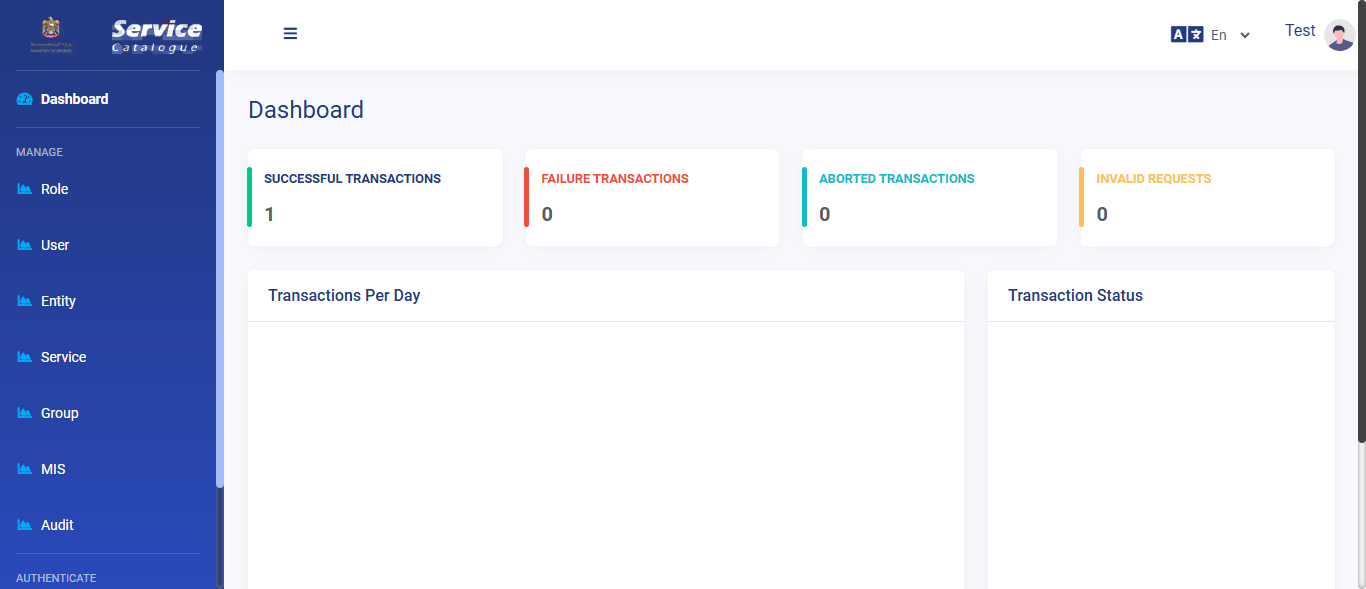 Service
Catalogue
En
Test
Dashboard
MANAGE
Role
User
Entity
Service
Group
MIS
Audit
AUTHENTICATE
Dashboard
SUCCESSFUL TRANSACTIONS
1
FAILURE TRANSACTIONS
0
ABORTED TRANSACTIONS
0
INVALID REQUESTS
0
Transactions Per Day
Transaction Status